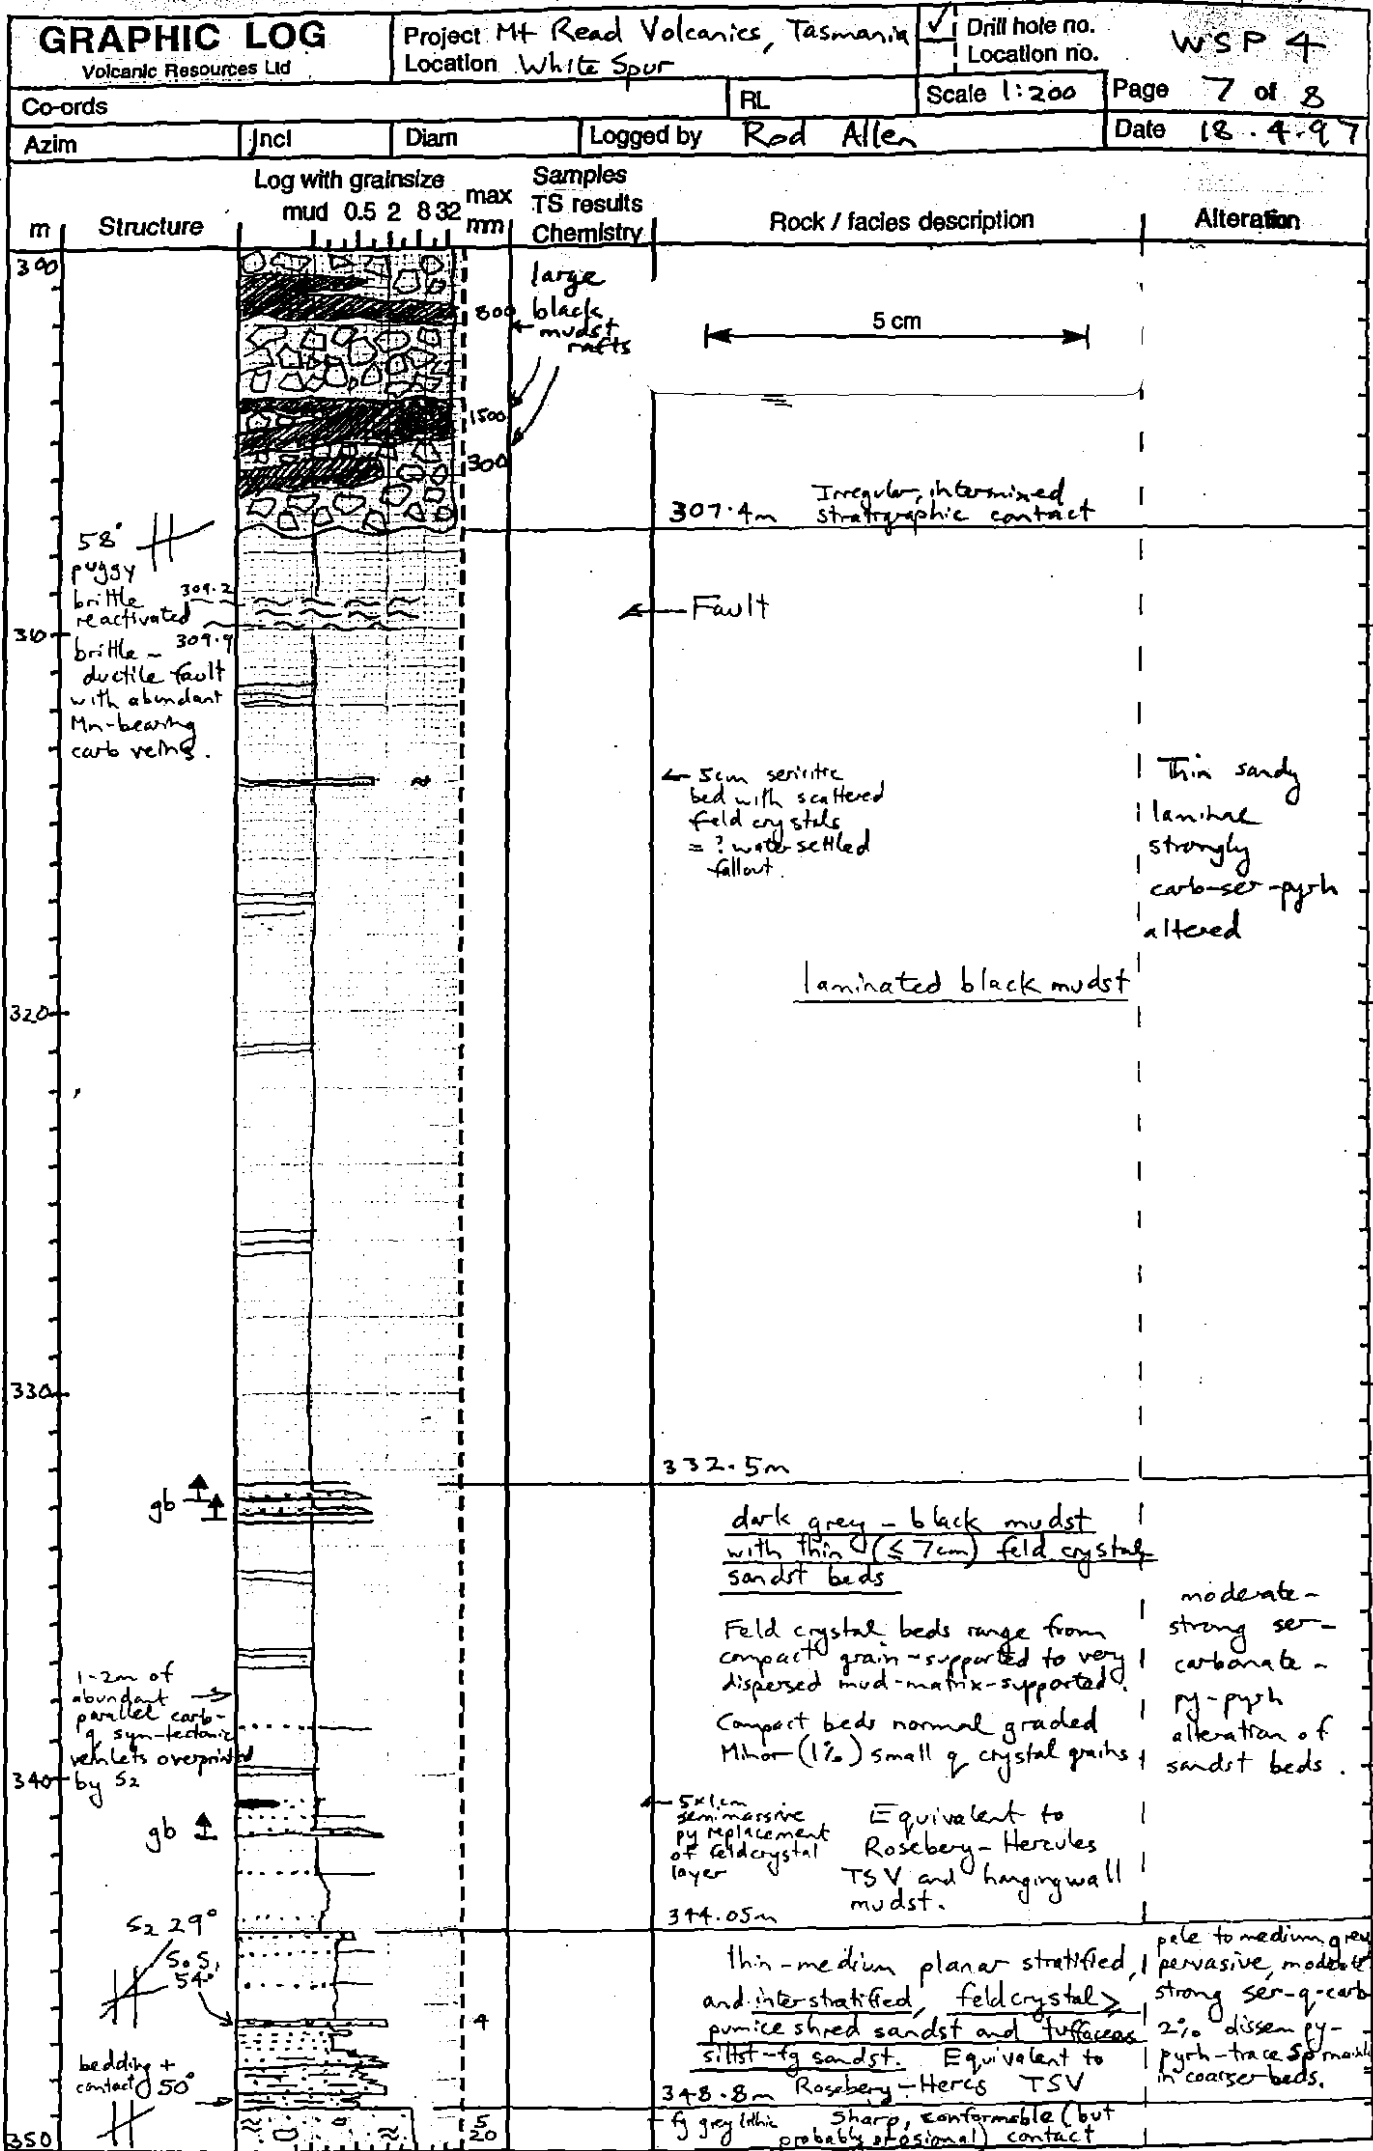 GRAPHIC LOG
Volcanic Resources Ltd
Project Mt Read Volcanics, Tasmania
Location White Spur
✓ Drill hole no.
Location no.
WSP 4
Co-ords
RL
Scale 1:200
Page 7 of 8
Azim
Incl
Diam
Logged by Rod Allen
Date 18.4.97
m
Structure
Log with grainsize
mud 0.5 2 8 32
max
mm
Samples
TS results
Chemistry
Rock / facies description
Alteration
300
large
black
mudst
rafts
800
5 cm
1500
300
Irregular, intermixed
307.4m stratigraphic contact
58°
puggy
brittle 309.2
reactivated
310
309.9
brittle -
ductile fault
with abundant
Mn-bearing
carb veins.
Fault
5cm sericitic
bed with scattered
feld crystals
= ? water settled
fallout.
Thin sandy
laminae
strongly
carb-ser-pyrh
altered
laminated black mudst
320
330
332.5m
gb
dark grey - black mudst
with thin (≤ 7cm) feld crystal
sandst beds
Feld crystal beds range from
compact grain-supported to very
dispersed mud-matrix-supported.
Compact beds normal graded
Minor (1%) small q crystal grains
moderate-
strong ser-
carbonate-
py-pyrh
alteration of
sandst beds.
1-2m of
abundant
parallel carb-
q syn-tectonic
veinlets overprinted
by S2
340
gb
5x1cm
semi massive
py replacement
of feldcrystal
layer
Equivalent to
Rosebery-Hercules
TSV and hangingwall
mudst.
344.05m
S2 29°
S0 S1
54°
4
thin-medium planar stratified,
and interstratified, feldcrystal >
pumice shred sandst and tuffaceous
siltst-fg sandst. Equivalent to
348.8m Rosebery-Hercs TSV
pale to medium grey
pervasive, moderate
strong ser-q-carb
2% dissem py-
pyrh-trace sp mainly
in coarser beds.
bedding +
contact 50°
350
5
20
fg grey lithic
Sharp, conformable (but
probably erosional) contact